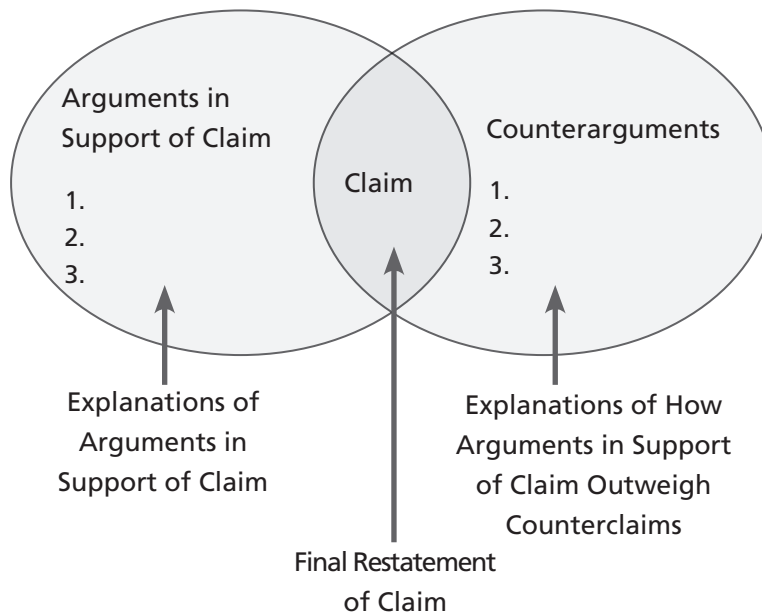 Arguments in
Support of Claim
1.
2.
3.
Claim
Counterarguments
1.
2.
3.
Explanations of
Arguments in
Support of Claim
Explanations of How
Arguments in Support
of Claim Outweigh
Counterclaims
Final Restatement
of Claim